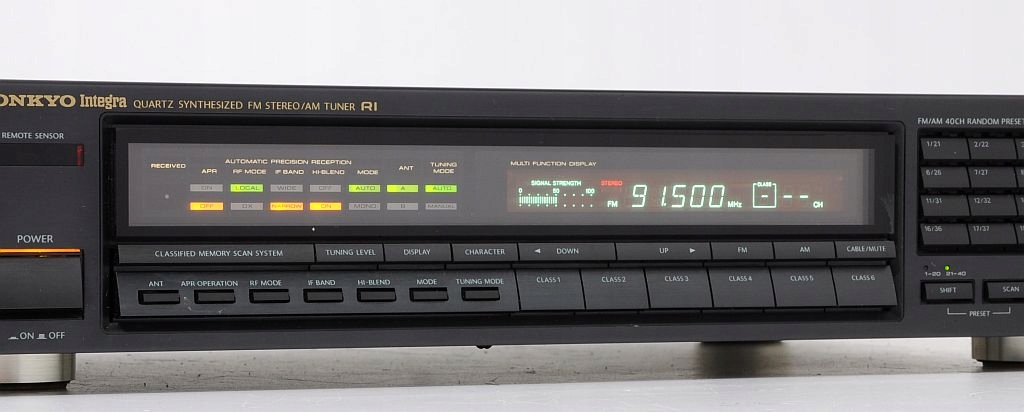 ONKYO Integra QUARTZ SYNTHESIZED FM STEREO/AM TUNER RI
REMOTE SENSOR
POWER
ON OFF
RECEIVED
AUTOMATIC PRECISION RECEPTION
APR RF MODE IF BAND HI-BLEND MODE ANT TUNING MODE
ON LOCAL WIDE OFF AUTO A AUTO
OFF DX NARROW ON MONO B MANUAL
MULTI FUNCTION DISPLAY
SIGNAL STRENGTH STEREO CLASS
0 60 100
FM 91.500 MHz - -- CH
CLASSIFIED MEMORY SCAN SYSTEM TUNING LEVEL DISPLAY CHARACTER ◄ DOWN UP ► FM AM CABLE/MUTE
ANT APR OPERATION RF MODE IF BAND HI-BLEND MODE TUNING MODE
CLASS 1 CLASS 2 CLASS 3 CLASS 4 CLASS 5 CLASS 6
FM/AM 40CH RANDOM PRESET
1/21 2/22
6/26 7/27
11/31 12/32
16/36 17/37
1-20 21-40
SHIFT SCAN
PRESET